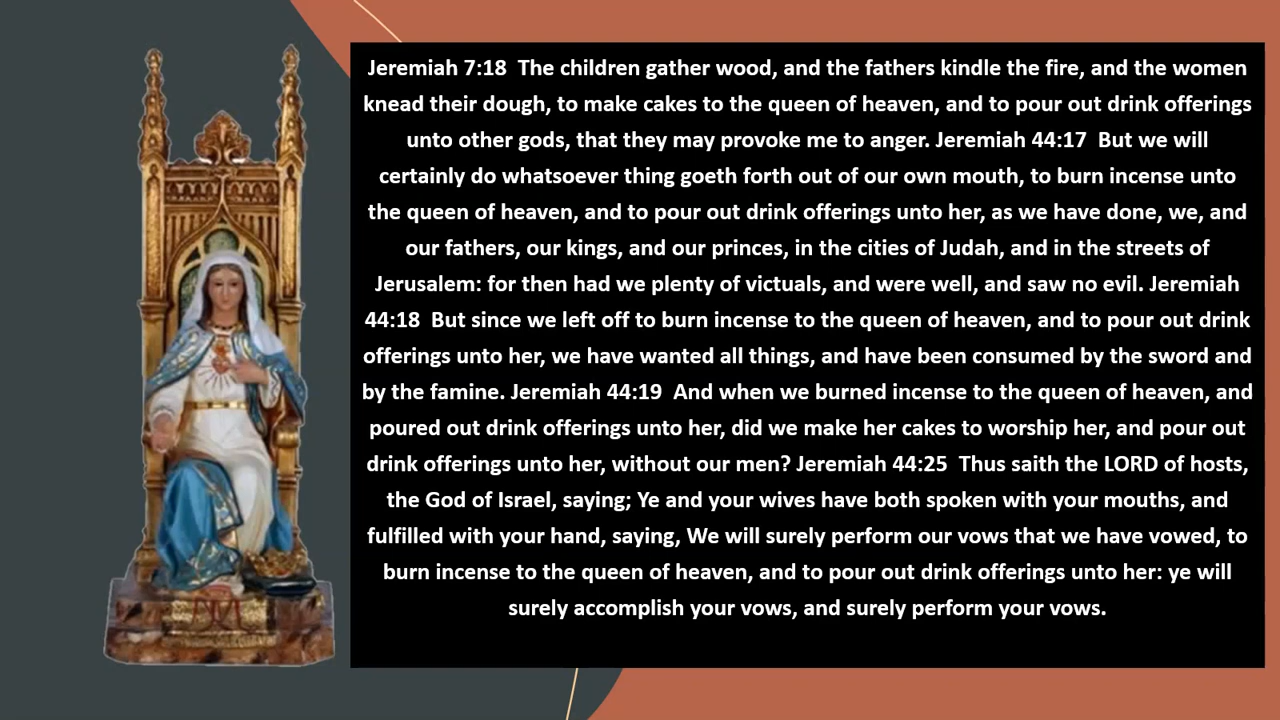 Jeremiah 7:18  The children gather wood, and the fathers kindle the fire, and the women
knead their dough, to make cakes to the queen of heaven, and to pour out drink offerings
unto other gods, that they may provoke me to anger. Jeremiah 44:17  But we will
certainly do whatsoever thing goeth forth out of our own mouth, to burn incense unto
the queen of heaven, and to pour out drink offerings unto her, as we have done, we, and
our fathers, our kings, and our princes, in the cities of Judah, and in the streets of
Jerusalem: for then had we plenty of victuals, and were well, and saw no evil. Jeremiah
44:18  But since we left off to burn incense to the queen of heaven, and to pour out drink
offerings unto her, we have wanted all things, and have been consumed by the sword and
by the famine. Jeremiah 44:19  And when we burned incense to the queen of heaven, and
poured out drink offerings unto her, did we make her cakes to worship her, and pour out
drink offerings unto her, without our men? Jeremiah 44:25  Thus saith the LORD of hosts,
the God of Israel, saying; Ye and your wives have both spoken with your mouths, and
fulfilled with your hand, saying, We will surely perform our vows that we have vowed, to
burn incense to the queen of heaven, and to pour out drink offerings unto her: ye will
surely accomplish your vows, and surely perform your vows.